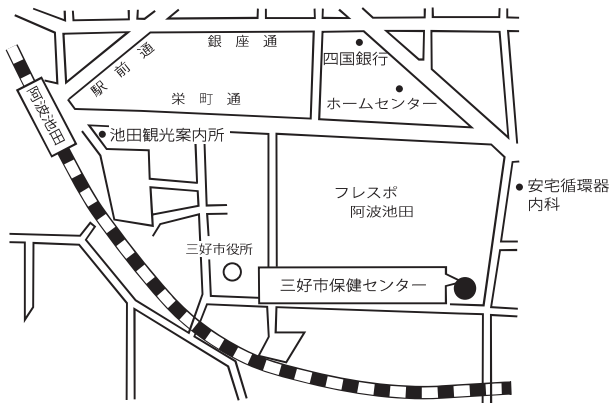 銀座通
四国銀行
駅前通
ホームセンター
栄町通
阿波池田
池田観光案内所
安宅循環器
内科
フレスポ
阿波池田
三好市役所
三好市保健センター